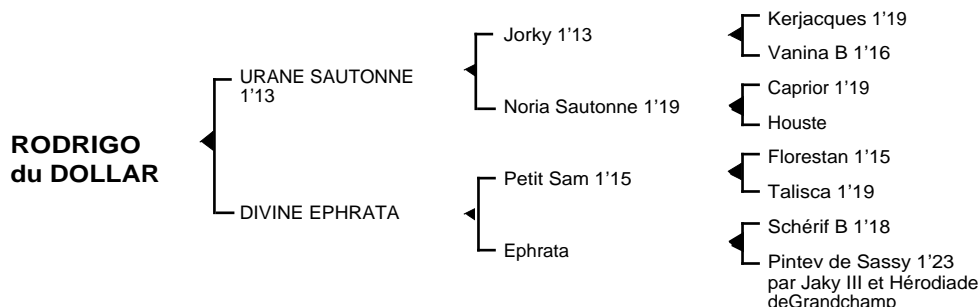 RODRIGO
du DOLLAR
URANE SAUTONNE
1'13
DIVINE EPHRATA
Jorky 1'13
Noria Sautonne 1'19
Petit Sam 1'15
Ephrata
Kerjacques 1'19
Vanina B 1'16
Caprior 1'19
Houste
Florestan 1'15
Talisca 1'19
Schérif B 1'18
Pintev de Sassy 1'23
par Jaky III et Hérodiade
deGrandchamp